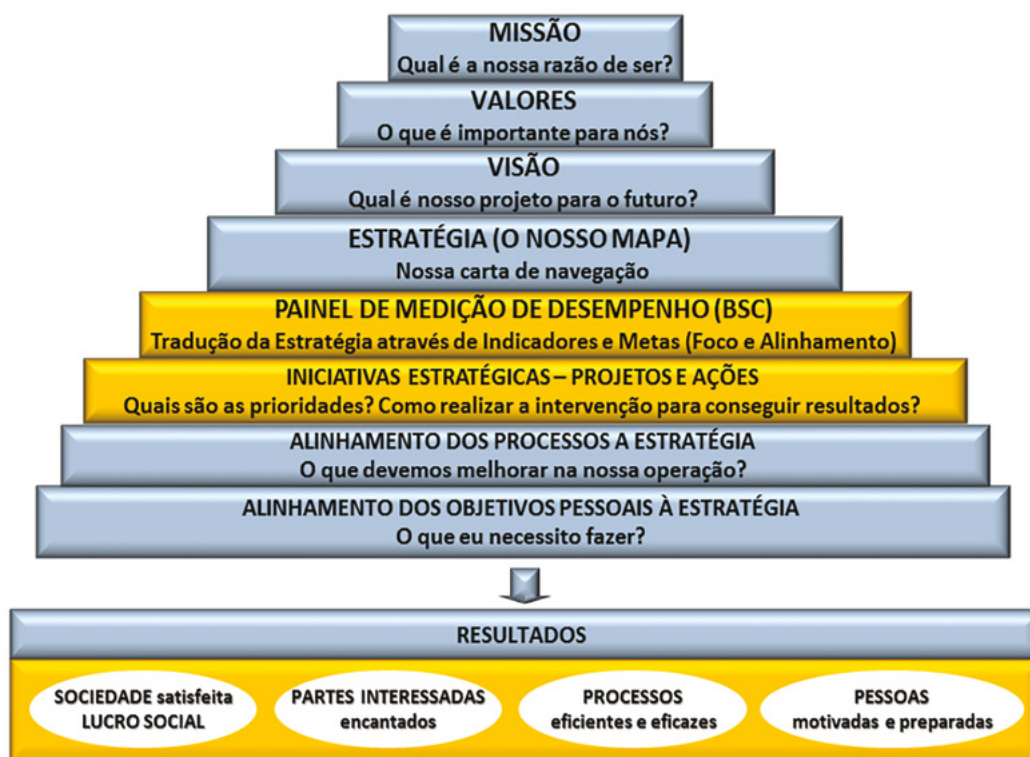 MISSÃO
Qual é a nossa razão de ser?
VALORES
O que é importante para nós?
VISÃO
Qual é nosso projeto para o futuro?
ESTRATÉGIA (O NOSSO MAPA)
Nossa carta de navegação
PAINEL DE MEDIÇÃO DE DESEMPENHO (BSC)
Tradução da Estratégia através de Indicadores e Metas (Foco e Alinhamento)
INICIATIVAS ESTRATÉGICAS – PROJETOS E AÇÕES
Quais são as prioridades? Como realizar a intervenção para conseguir resultados?
ALINHAMENTO DOS PROCESSOS A ESTRATÉGIA
O que devemos melhorar na nossa operação?
ALINHAMENTO DOS OBJETIVOS PESSOAIS À ESTRATÉGIA
O que eu necessito fazer?
RESULTADOS
SOCIEDADE satisfeita
LUCRO SOCIAL
PARTES INTERESSADAS
encantados
PROCESSOS
eficientes e eficazes
PESSOAS
motivadas e preparadas